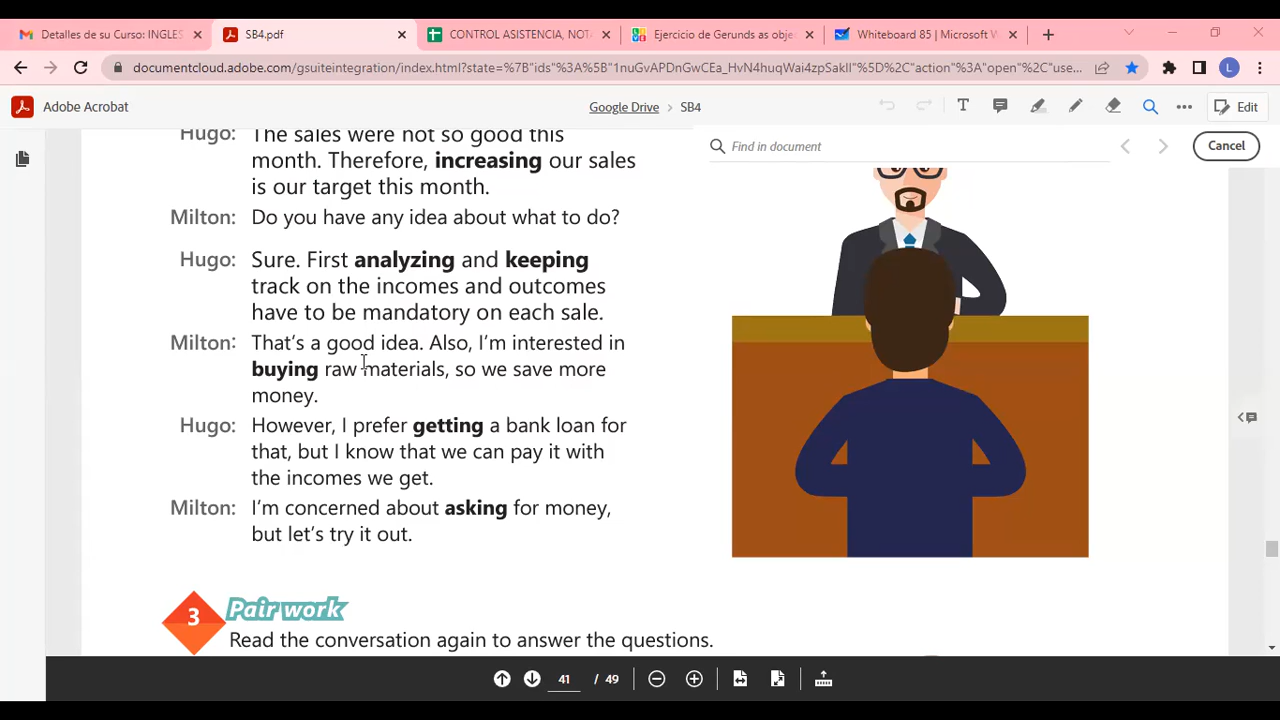 Detalles de su Curso: INGLES
SB4.pdf
CONTROL ASISTENCIA, NOT
Ejercicio de Gerunds as obje
Whiteboard 85 | Microsoft W
documentcloud.adobe.com/gsuiteintegration/index.html?state=%7B"ids"%3A%5B"1nuGvAPDnGwCEa_HvN4huqWai4zpSakIl"%5D%2C"action"%3A"open"%2C"use...
L
Adobe Acrobat
Google Drive
SB4
Edit
Find in document
Cancel
Hugo: The sales were not so good this
month. Therefore, increasing our sales
is our target this month.
Milton: Do you have any idea about what to do?
Hugo: Sure. First analyzing and keeping
track on the incomes and outcomes
have to be mandatory on each sale.
Milton: That's a good idea. Also, I'm interested in
buying raw materials, so we save more
money.
Hugo: However, I prefer getting a bank loan for
that, but I know that we can pay it with
the incomes we get.
Milton: I'm concerned about asking for money,
but let's try it out.
3 Pair work
Read the conversation again to answer the questions.
41 / 49